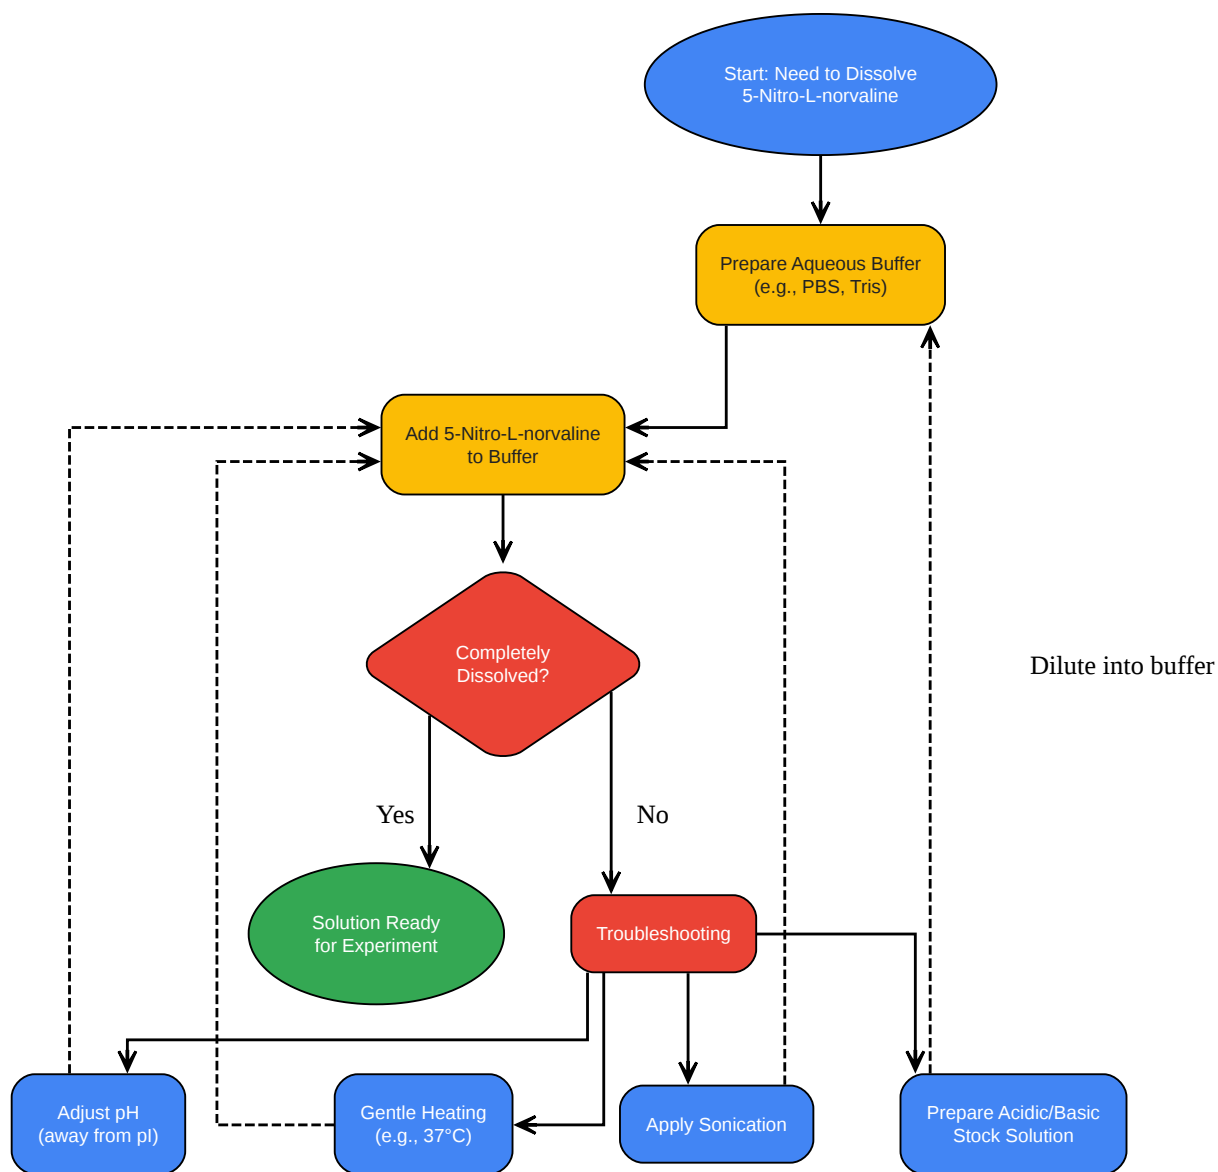 Start: Need to Dissolve
5-Nitro-L-norvaline
Prepare Aqueous Buffer
(e.g., PBS, Tris)
Add 5-Nitro-L-norvaline
to Buffer
Completely
Dissolved?
Dilute into buffer
Yes
No
Solution Ready
for Experiment
Troubleshooting
Adjust pH
(away from pI)
Gentle Heating
(e.g., 37°C)
Apply Sonication
Prepare Acidic/Basic
Stock Solution